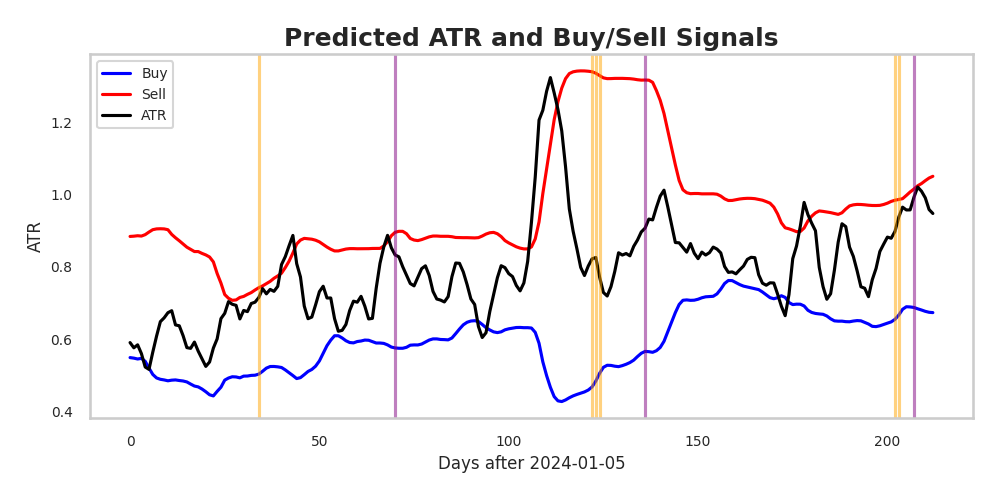 Predicted ATR and Buy/Sell Signals
Buy
Sell
ATR
ATR
1.2
1.0
0.8
0.6
0.4
0 50 100 150 200
Days after 2024-01-05